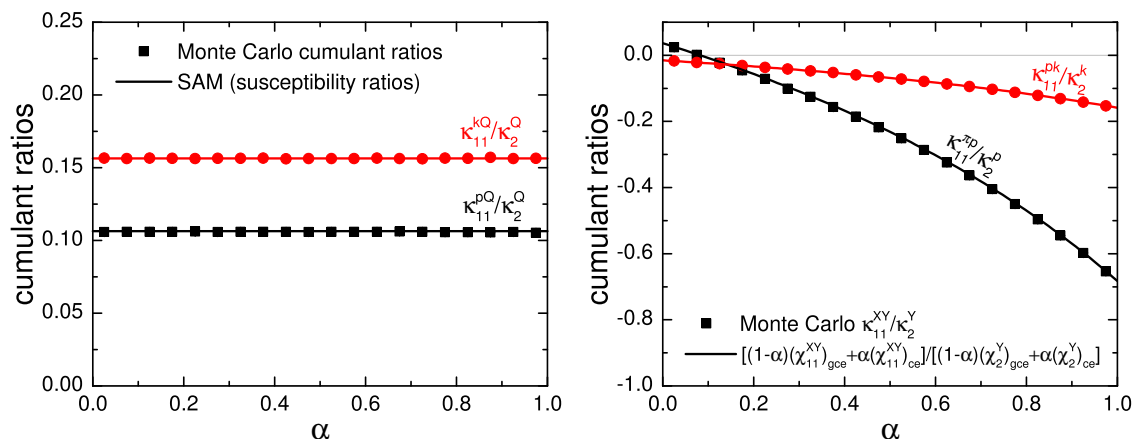 0.25
0.20
0.15
0.10
0.05
0.00
cumulant ratios
Monte Carlo cumulant ratios
SAM (susceptibility ratios)
κ₁₁ᵏQ/κ₂Q
κ₁₁ᵖQ/κ₂Q
0.0 0.2 0.4 0.6 0.8 1.0
α
0.0
-0.2
-0.4
-0.6
-0.8
-1.0
cumulant ratios
κ₁₁ᵖᵏ/κ₂ᵏ
κ₁₁πᵖ/κ₂ᵖ
Monte Carlo κ₁₁XY/κ₂Y
[(1-α)(χ₁₁XY)gce+α(χ₁₁XY)ce]/[(1-α)(χ₂Y)gce+α(χ₂Y)ce]
0.0 0.2 0.4 0.6 0.8 1.0
α